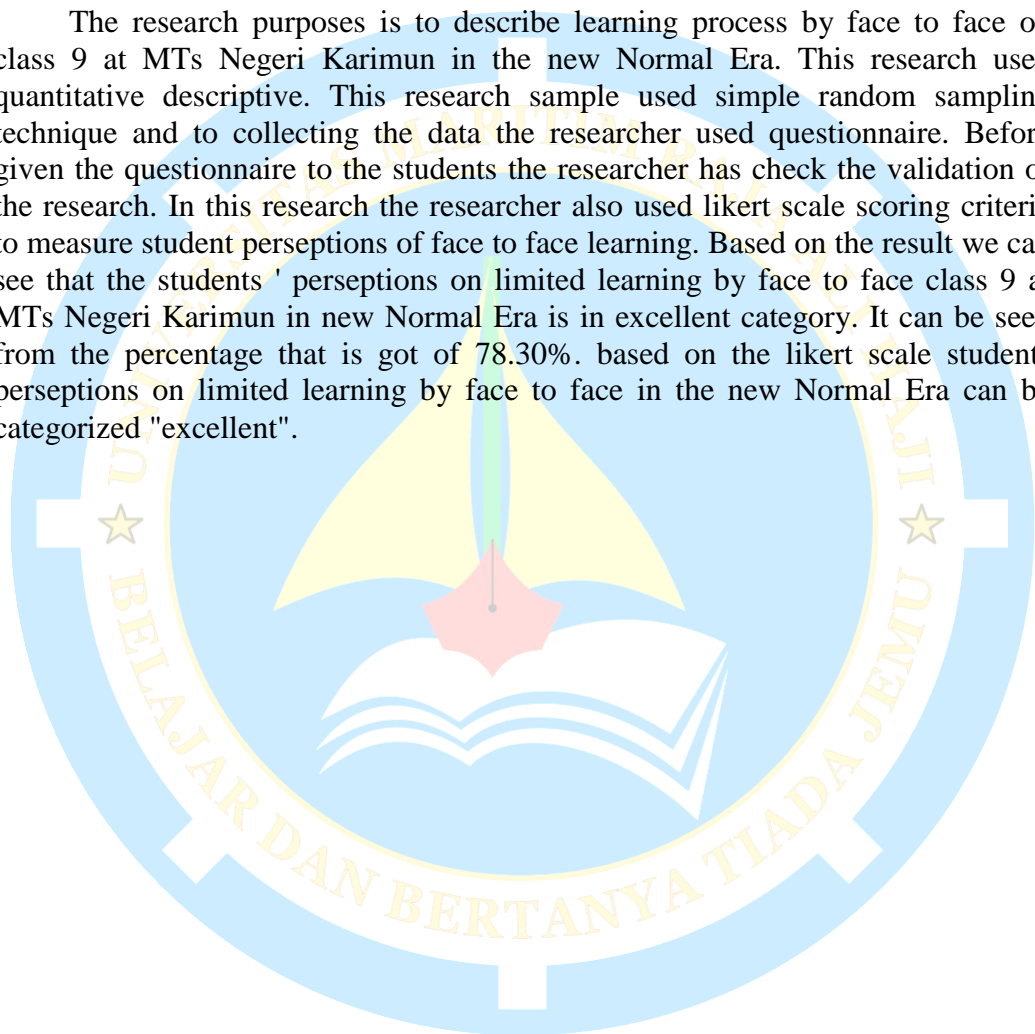 The research purposes is to describe learning process by face to face o
class 9 at MTs Negeri Karimun in the new Normal Era. This research use
quantitative descriptive. This research sample used simple random samplin
technique and to collecting the data the researcher used questionnaire. Befor
given the questionnaire to the students the researcher has check the validation o
the research. In this research the researcher also used likert scale scoring criteri
to measure student perseptions of face to face learning. Based on the result we ca
see that the students ' perseptions on limited learning by face to face class 9 a
MTs Negeri Karimun in new Normal Era is in excellent category. It can be see
from the percentage that is got of 78.30%. based on the likert scale student
perseptions on limited learning by face to face in the new Normal Era can b
categorized "excellent".
UNIVERSITAS MARITIM RAJA ALI HAJI
BELAJAR DAN BERTANYA TIADA JEMU